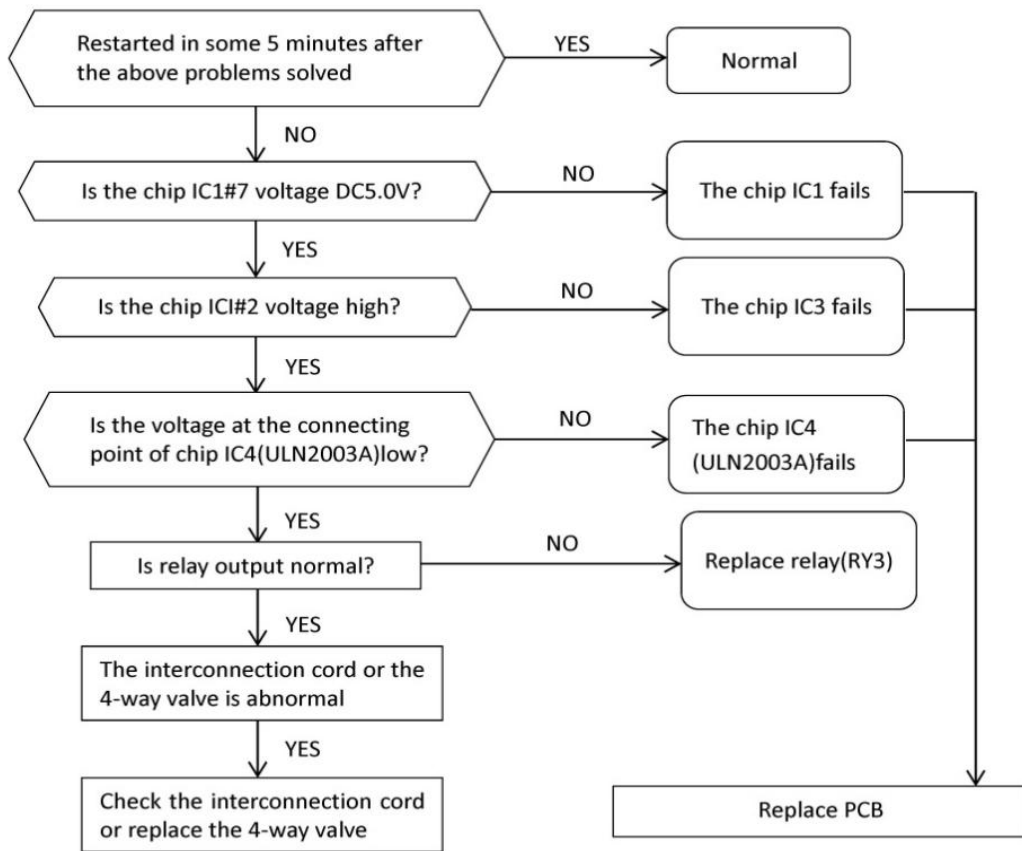 Restarted in some 5 minutes after
the above problems solved
YES
Normal
NO
Is the chip IC1#7 voltage DC5.0V?
NO
The chip IC1 fails
YES
Is the chip ICI#2 voltage high?
NO
The chip IC3 fails
YES
Is the voltage at the connecting
point of chip IC4(ULN2003A)low?
NO
The chip IC4
(ULN2003A)fails
YES
Is relay output normal?
NO
Replace relay(RY3)
YES
The interconnection cord or the
4-way valve is abnormal
YES
Check the interconnection cord
or replace the 4-way valve
Replace PCB